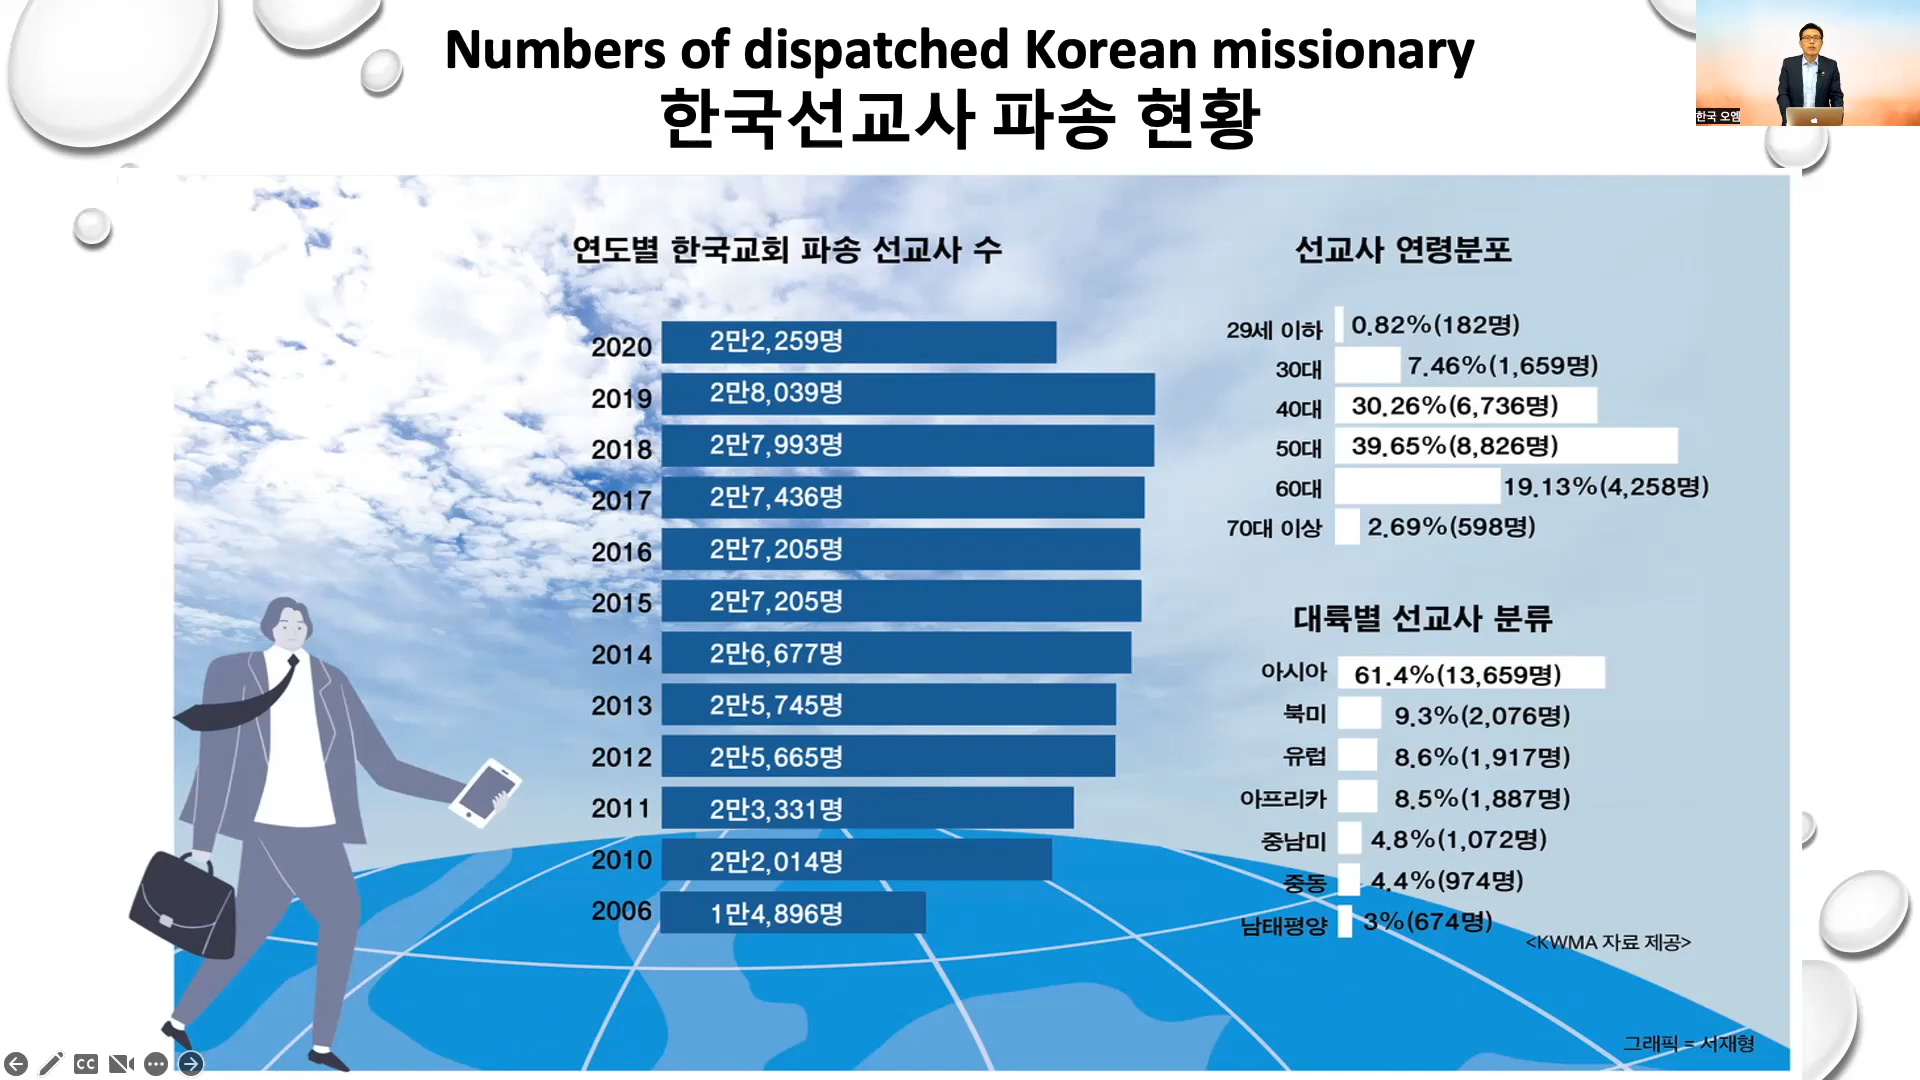 Numbers of dispatched Korean missionary
한국선교사 파송 현황
한국 오엠
연도별 한국교회 파송 선교사 수
2020 2만2,259명
2019 2만8,039명
2018 2만7,993명
2017 2만7,436명
2016 2만7,205명
2015 2만7,205명
2014 2만6,677명
2013 2만5,745명
2012 2만5,665명
2011 2만3,331명
2010 2만2,014명
2006 1만4,896명
선교사 연령분포
29세 이하 0.82%(182명)
30대 7.46%(1,659명)
40대 30.26%(6,736명)
50대 39.65%(8,826명)
60대 19.13%(4,258명)
70대 이상 2.69%(598명)
대륙별 선교사 분류
아시아 61.4%(13,659명)
북미 9.3%(2,076명)
유럽 8.6%(1,917명)
아프리카 8.5%(1,887명)
중남미 4.8%(1,072명)
중동 4.4%(974명)
남태평양 3%(674명)
<KWMA 자료 제공>
그래픽 = 서재형
CC